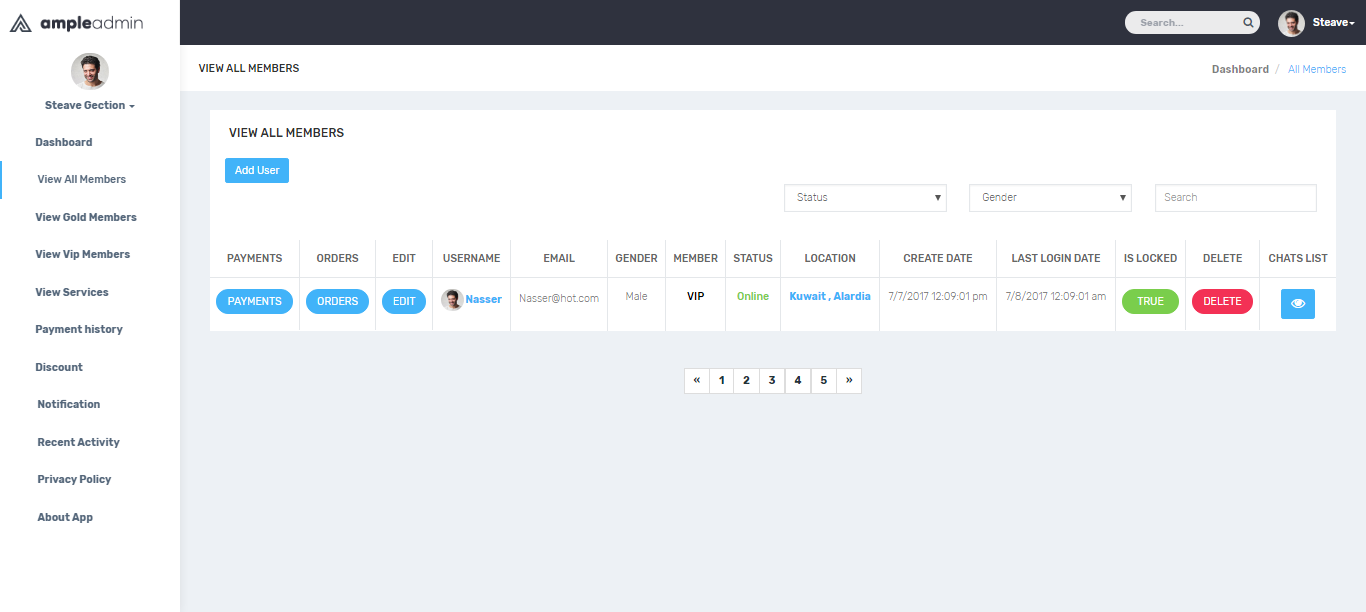 ampleadmin
Search...
Steave
Steave Gection
Dashboard
View All Members
View Gold Members
View Vip Members
View Services
Payment history
Discount
Notification
Recent Activity
Privacy Policy
About App
VIEW ALL MEMBERS
Dashboard / All Members
VIEW ALL MEMBERS
Add User
Status Gender Search
PAYMENTS ORDERS EDIT USERNAME EMAIL GENDER MEMBER STATUS LOCATION CREATE DATE LAST LOGIN DATE IS LOCKED DELETE CHATS LIST
PAYMENTS ORDERS EDIT Nasser Nasser@hot.com Male VIP Online Kuwait , Alardia 7/7/2017 12:09:01 pm 7/8/2017 12:09:01 am TRUE DELETE
« 1 2 3 4 5 »